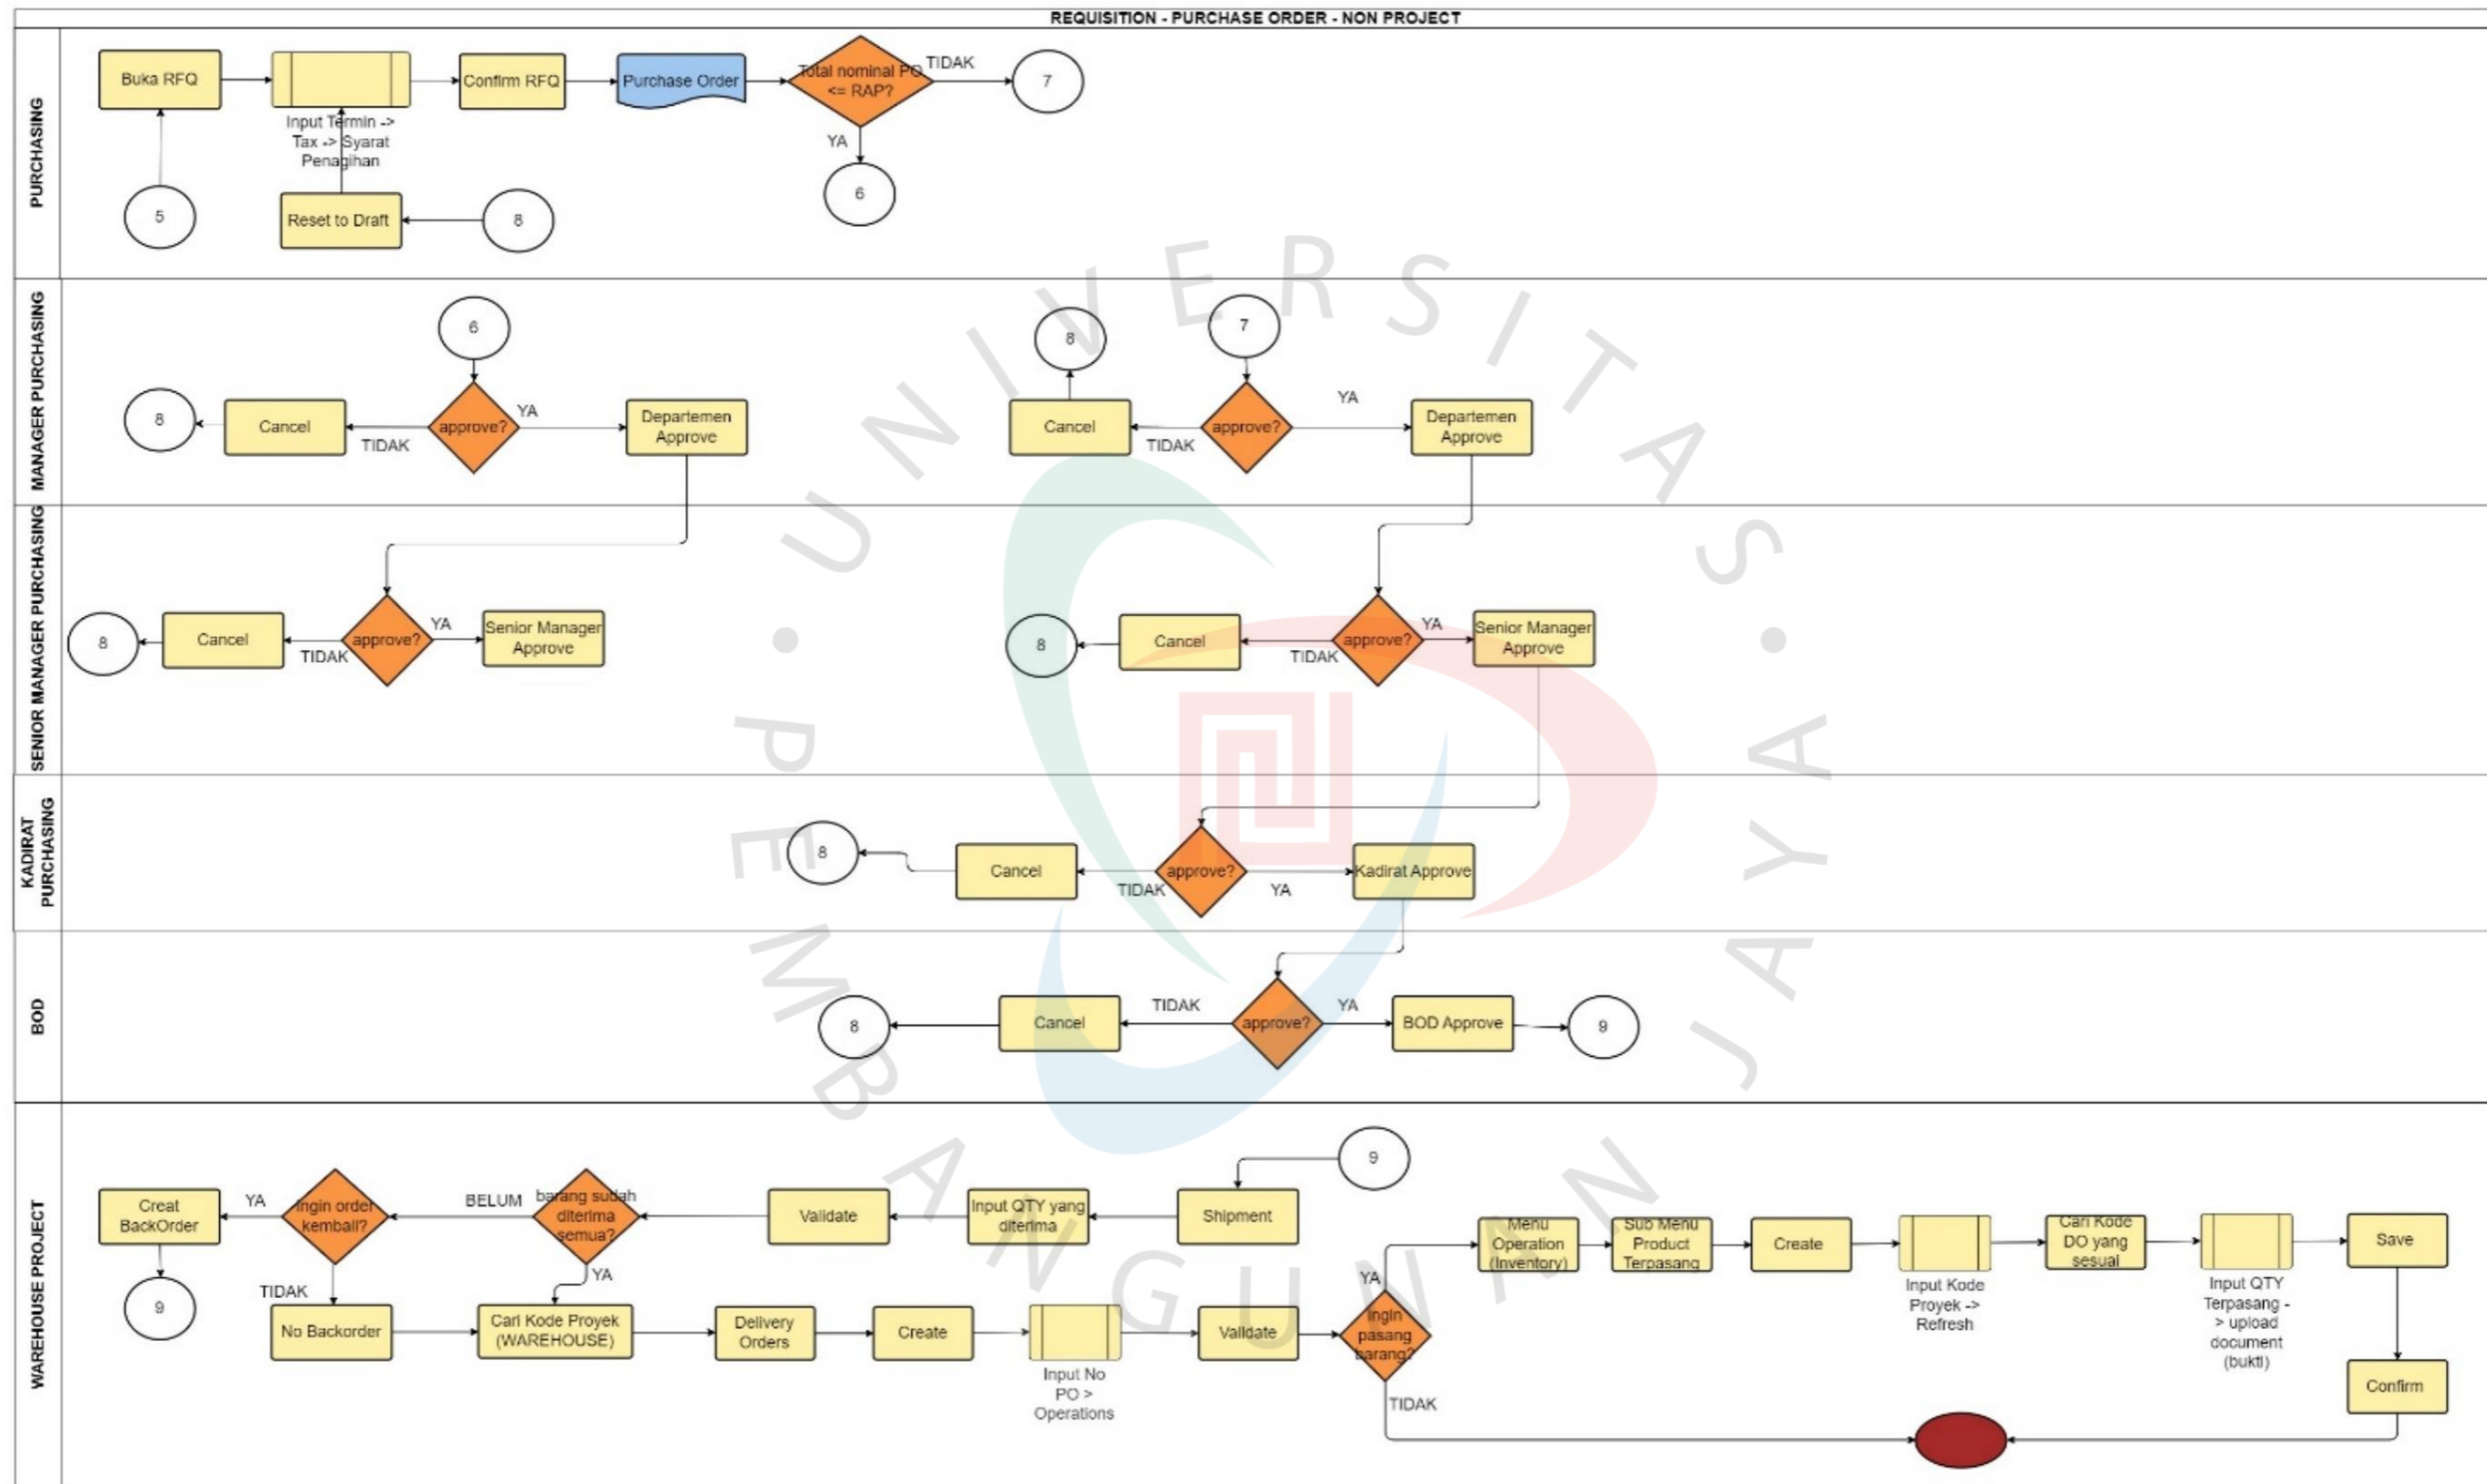 REQUISITION - PURCHASE ORDER - NON PROJECT
PURCHASING
Buka RFQ
Input Termin ->
Tax -> Syarat
Penagihan
Confirm RFQ
Purchase Order
Total nominal PO
<= RAP?
TIDAK
7
YA
6
5
Reset to Draft
8
MANAGER PURCHASING
6
8
Cancel
TIDAK
approve?
YA
Departemen
Approve
8
7
Cancel
TIDAK
approve?
YA
Departemen
Approve
SENIOR MANAGER PURCHASING
8
Cancel
TIDAK
approve?
YA
Senior Manager
Approve
8
Cancel
TIDAK
approve?
YA
Senior Manager
Approve
KADIRAT
PURCHASING
8
Cancel
TIDAK
approve?
YA
Kadirat Approve
BOD
8
Cancel
TIDAK
approve?
YA
BOD Approve
9
WAREHOUSE PROJECT
9
Shipment
Input QTY yang
diterima
Validate
barang sudah
diterima
semua?
BELUM
YA
Ingin order
kembali?
YA
TIDAK
Creat
BackOrder
9
No Backorder
Cari Kode Proyek
(WAREHOUSE)
Delivery
Orders
Create
Input No
PO >
Operations
Validate
Ingin
pasang
barang?
YA
TIDAK
Menu
Operation
(Inventory)
Sub Menu
Product
Terpasang
Create
Input Kode
Proyek ->
Refresh
Cari Kode
DO yang
sesuai
Input QTY
Terpasang -
> upload
document
(bukti)
Save
Confirm
UNIVERSITAS
PEMBANGUNAN JAYA